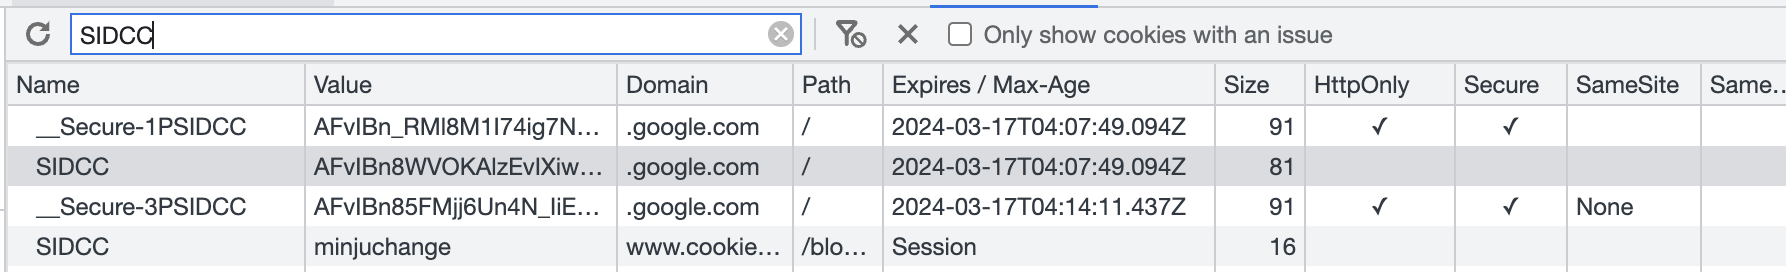 SIDCC Only show cookies with an issue
Name Value Domain Path Expires / Max-Age Size HttpOnly Secure SameSite Same...
__Secure-1PSIDCC AFvIBn_RMI8M1I74ig7N... .google.com / 2024-03-17T04:07:49.094Z 91 ✓ ✓
SIDCC AFvIBn8WVOKAIzEvIXiw... .google.com / 2024-03-17T04:07:49.094Z 81
__Secure-3PSIDCC AFvIBn85FMjj6Un4N_IiE... .google.com / 2024-03-17T04:14:11.437Z 91 ✓ ✓ None
SIDCC minjuchange www.cookie... /blo... Session 16